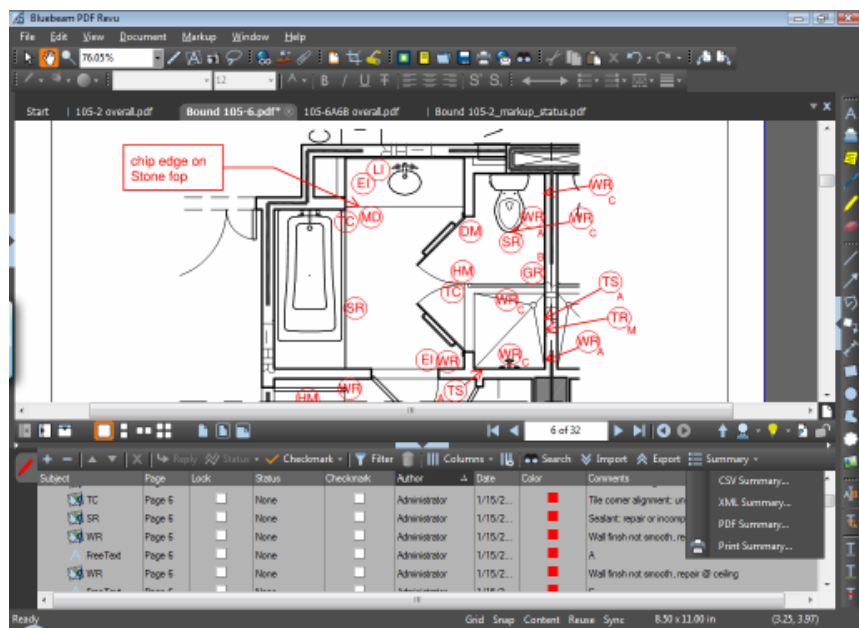 Bluebeam PDF Revu
File Edit View Document Markup Window Help
76.05%
12
B I U T S' S,
Start 105-2 overall.pdf Bound 105-6.pdf* 105-6A6B overall.pdf Bound 105-2_markup_status.pdf
chip edge on
Stone fop
LI
EI
WR
C
TC MD
WR
A
WR
C
DM
SR
B
HM
GR
TC
WR
C
TS
A
SR
TR
M
WR
A
EI WR
WR
C
HM
WR
A
TS
6 of 32
Reply Status Checkmark Filter Columns Search Import Export Summary
Subject Page Lock Status Checkmark Author Date Color Comments
TC Page 6 None Administrator 1/15/2... Tile corner alignment: un
SR Page 6 None Administrator 1/15/2... Sealant: repair or incomp
WR Page 6 None Administrator 1/15/2... Wall finsh not smooth, re
FreeText Page 6 None Administrator 1/15/2... A
WR Page 6 None Administrator 1/15/2... Wall finsh not smooth, repair @ ceiling
CSV Summary...
XML Summary...
PDF Summary...
Print Summary...
Ready Grid Snap Content Reuse Sync 8.50 x 11.00 in (3.25, 3.97)